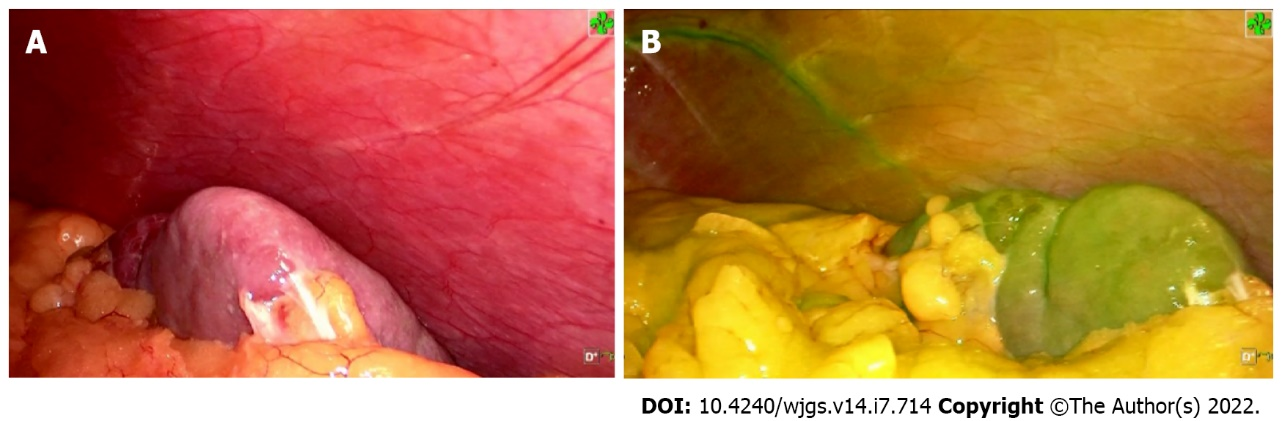 A
B
D+
D+
DOI: 10.4240/wjgs.v14.i7.714 Copyright ©The Author(s) 2022.